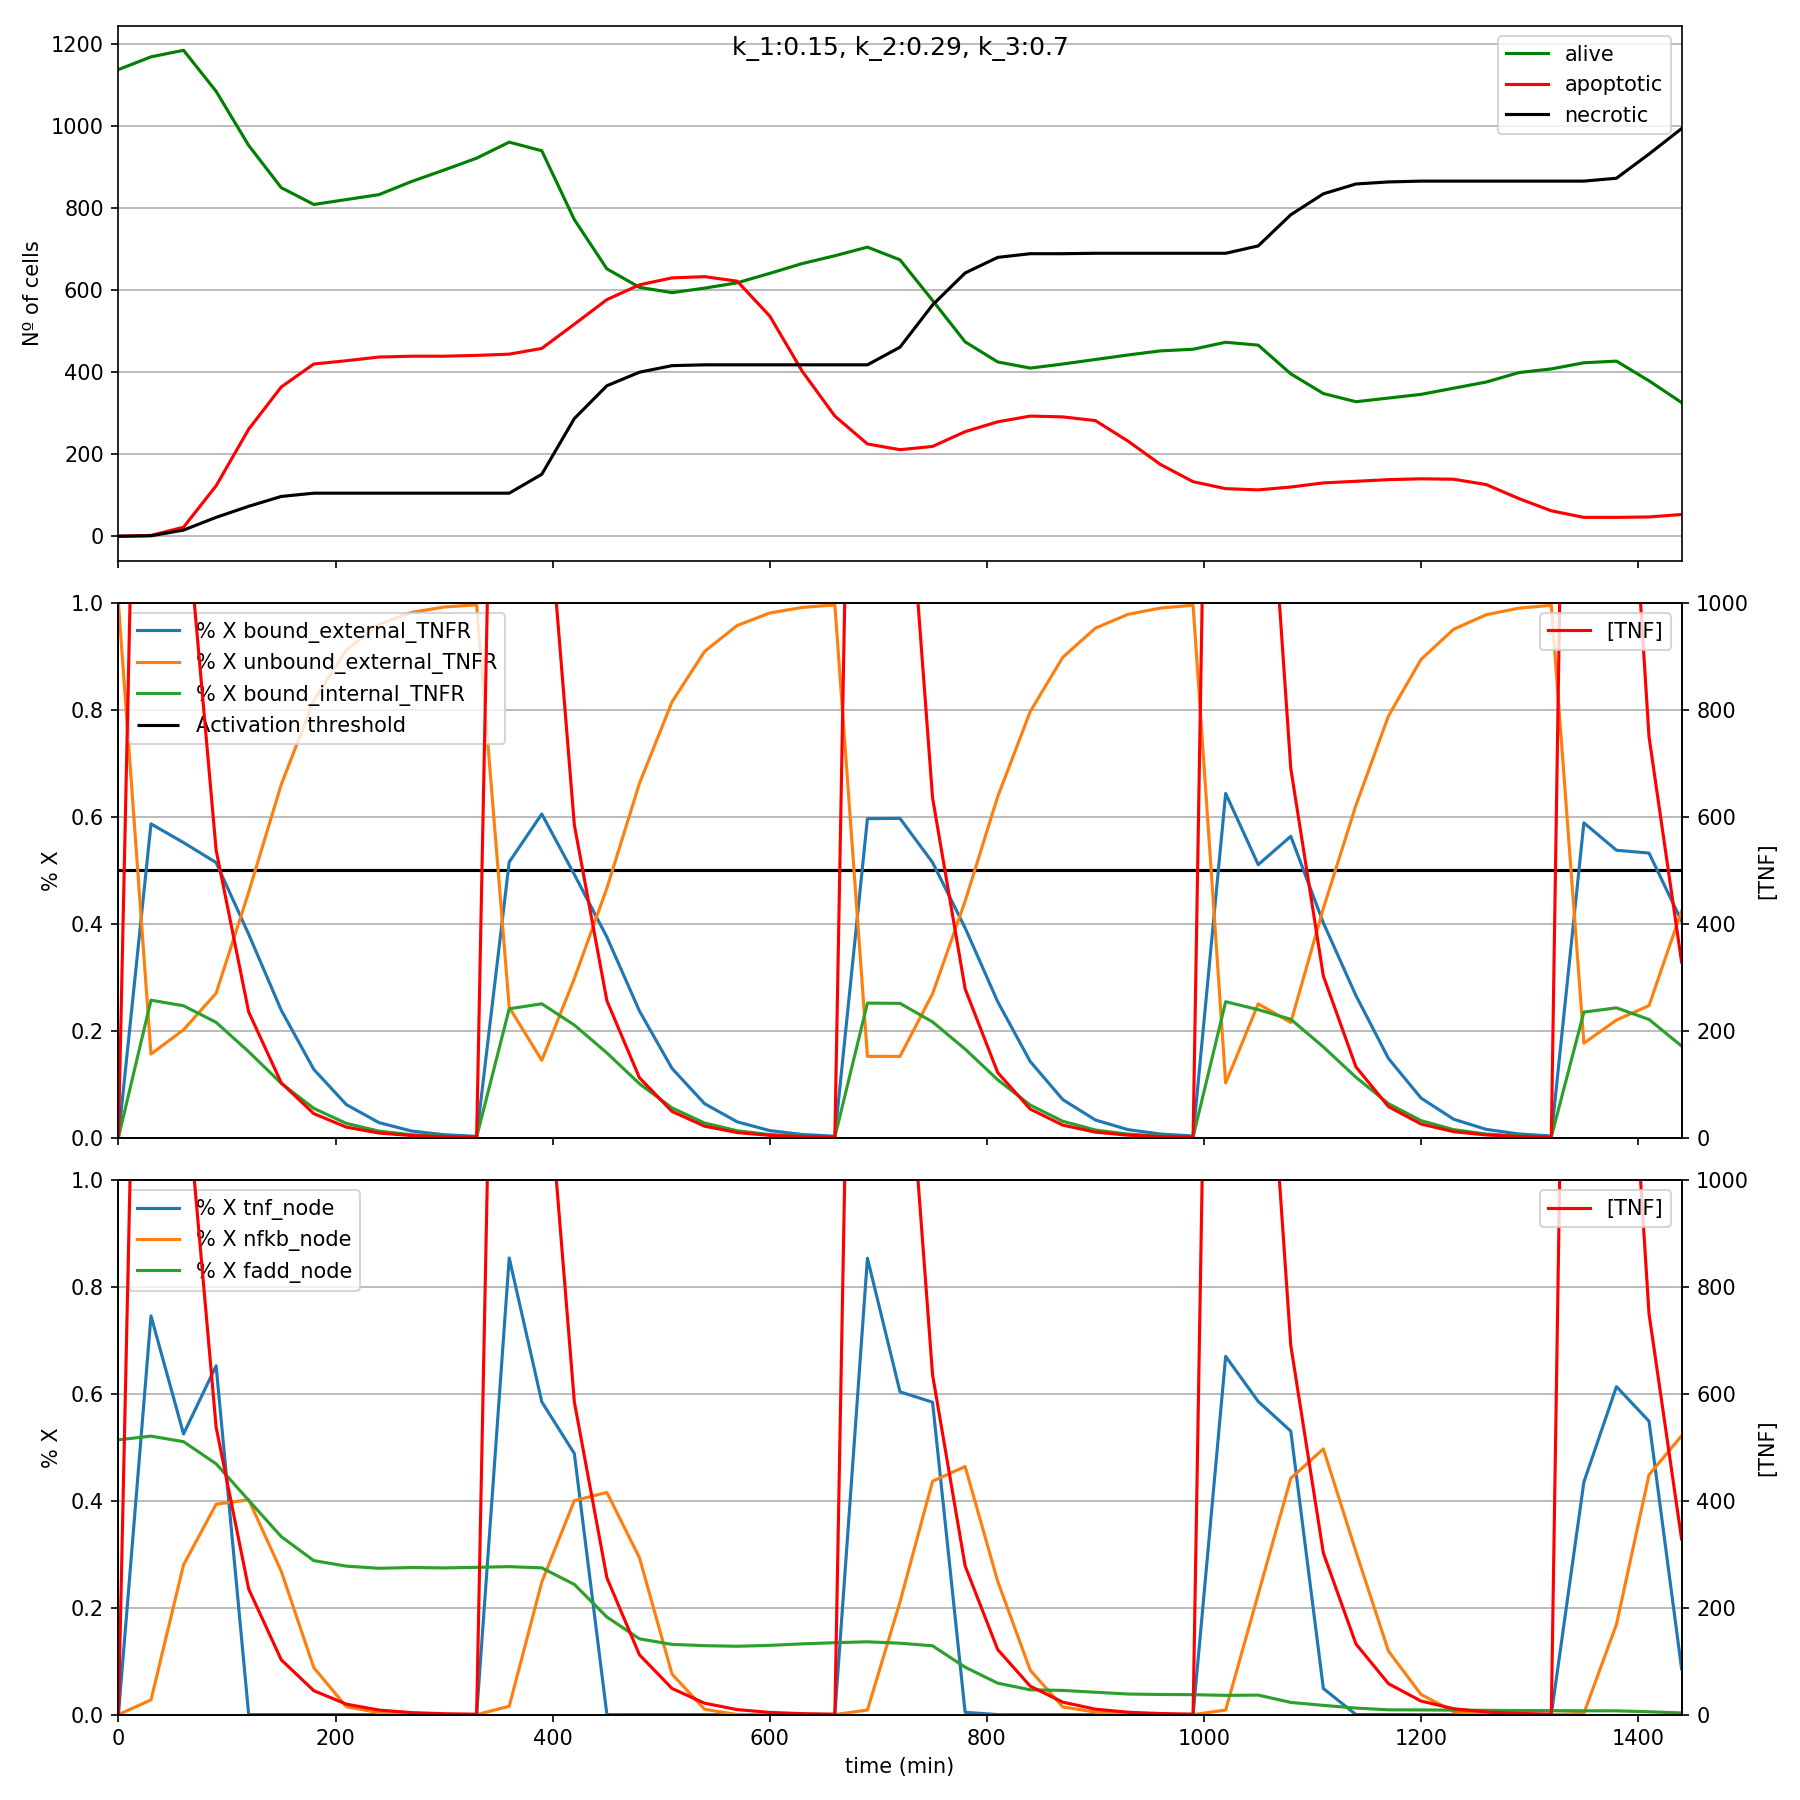 k_1:0.15, k_2:0.29, k_3:0.7
alive
apoptotic
necrotic
1200
1000
800
600
400
200
0
Nº of cells
% X bound_external_TNFR
% X unbound_external_TNFR
% X bound_internal_TNFR
Activation threshold
[TNF]
1.0
0.8
0.6
0.4
0.2
0.0
% X
1000
800
600
400
200
0
[TNF]
% X tnf_node
% X nfkb_node
% X fadd_node
[TNF]
1.0
0.8
0.6
0.4
0.2
0.0
% X
1000
800
600
400
200
0
[TNF]
0 200 400 600 800 1000 1200 1400
time (min)